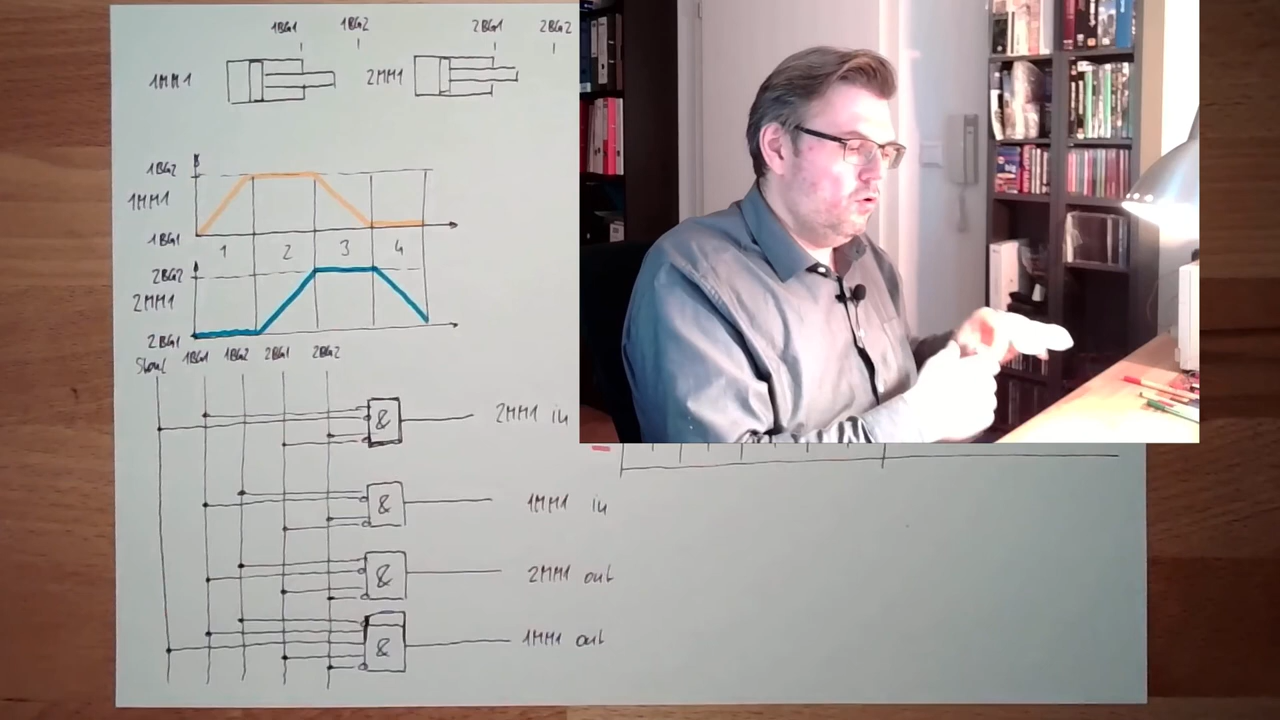 1BG1 1BG2 2BG1 2BG2
1MM1 2MM1
1BG2
1MM1
1BG1 1 2 3 4
2BG2
2MM1
2BG1
Start 1BG1 1BG2 2BG1 2BG2
& 2MM1 in
& 1MM1 in
& 2MM1 out
& 1MM1 out